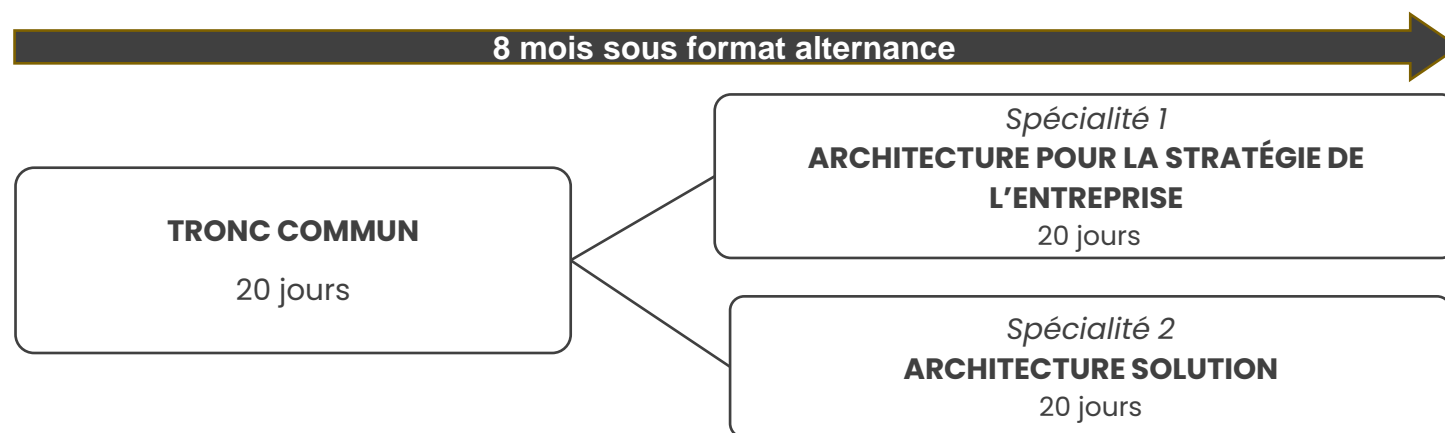 8 mois sous format alternance
TRONC COMMUN
20 jours
Spécialité 1
ARCHITECTURE POUR LA STRATÉGIE DE
L’ENTREPRISE
20 jours
Spécialité 2
ARCHITECTURE SOLUTION
20 jours